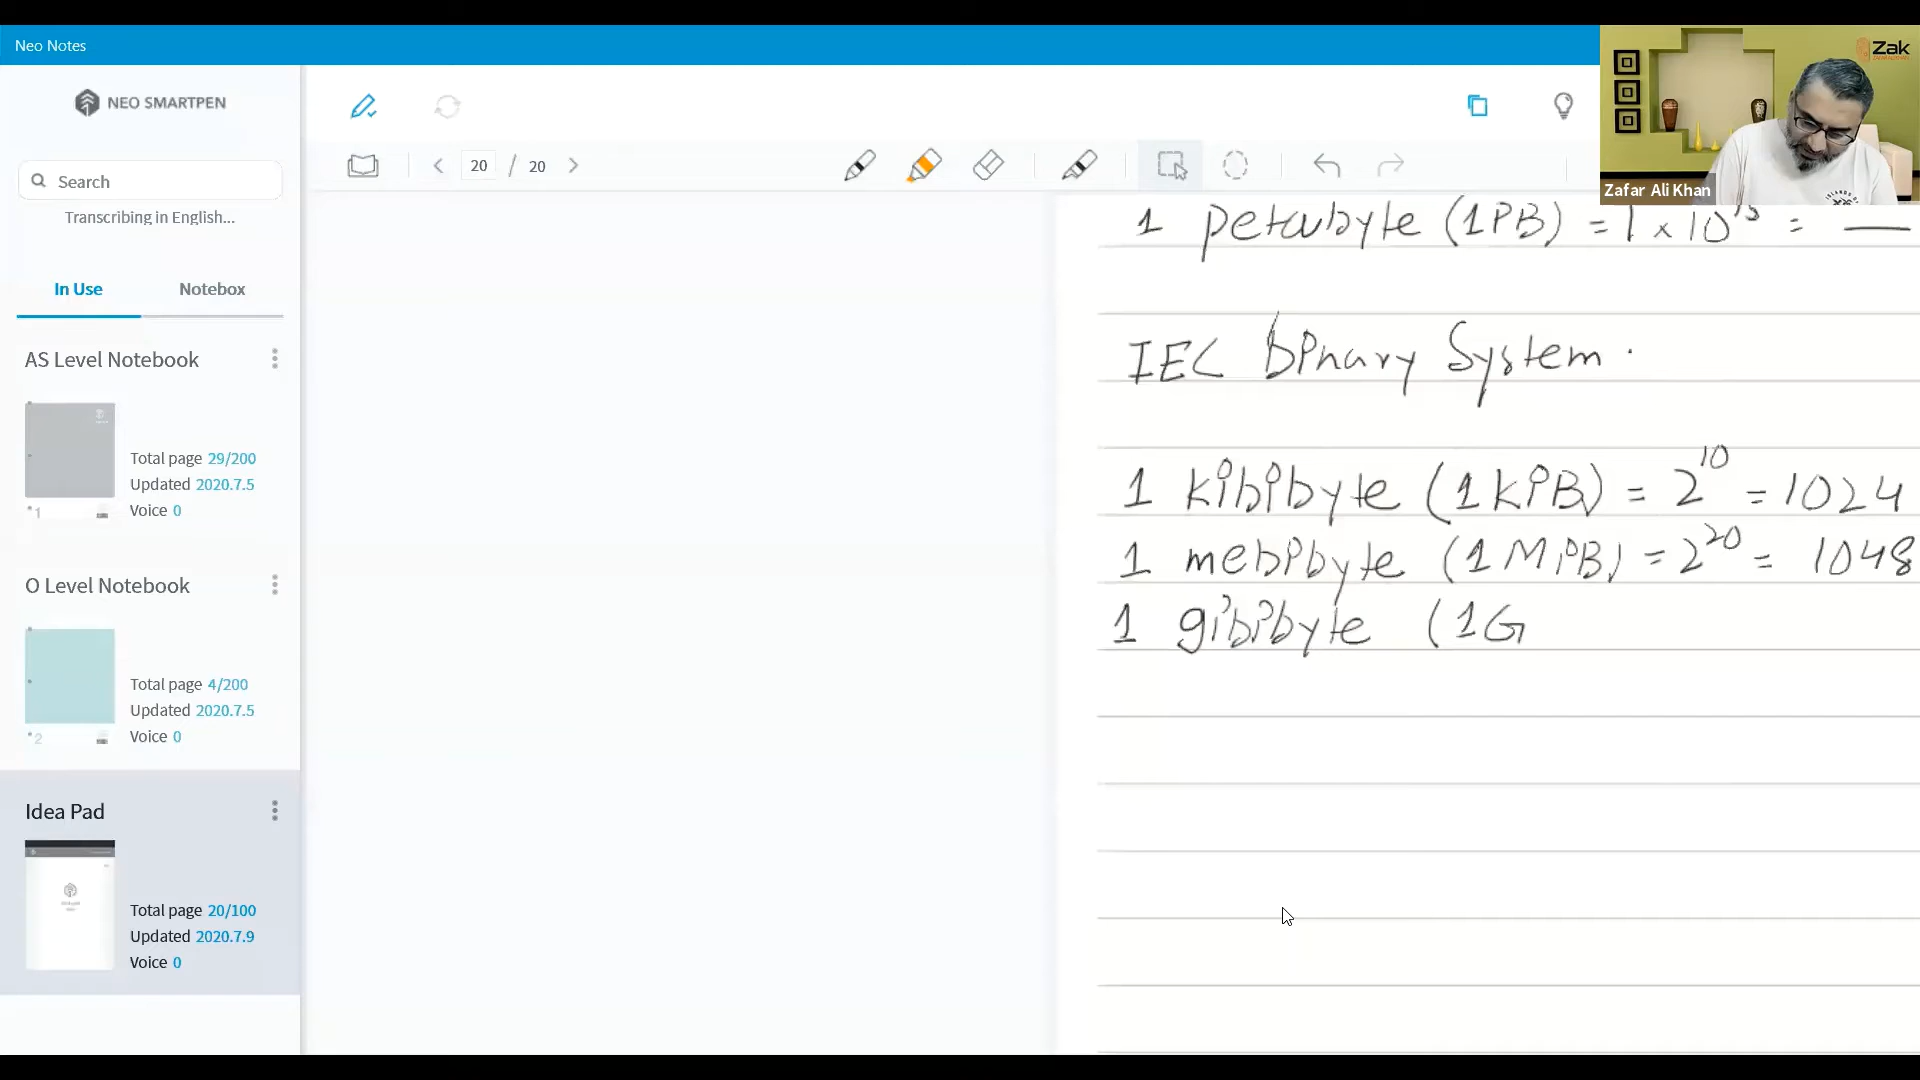 Neo Notes
Zak
NEO SMARTPEN
20 / 20
Search
Zafar Ali Khan
Transcribing in English...
1 petabyte (1PB) = 1 x 10^15 =
In Use Notebox
IEC binary System.
AS Level Notebook
Total page 29/200
Updated 2020.7.5
Voice 0
1
1 kibibyte (1KiB) = 2^10 = 1024
1 mebibyte (1MiB) = 2^20 = 1048
1 gibibyte (1G
O Level Notebook
Total page 4/200
Updated 2020.7.5
Voice 0
2
Idea Pad
Total page 20/100
Updated 2020.7.9
Voice 0